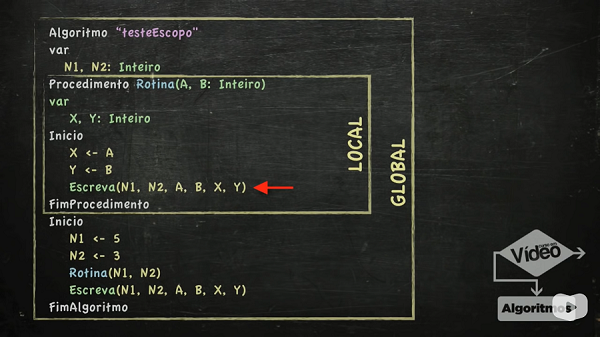 Algoritmo "testeEscopo"
var
N1, N2: Inteiro
Procedimento Rotina(A, B: Inteiro)
var
X, Y: Inteiro
Inicio
X <- A
Y <- B
Escreva(N1, N2, A, B, X, Y)
FimProcedimento
Inicio
N1 <- 5
N2 <- 3
Rotina(N1, N2)
Escreva(N1, N2, A, B, X, Y)
FimAlgoritmo
LOCAL
GLOBAL
Vídeo
Algoritmos